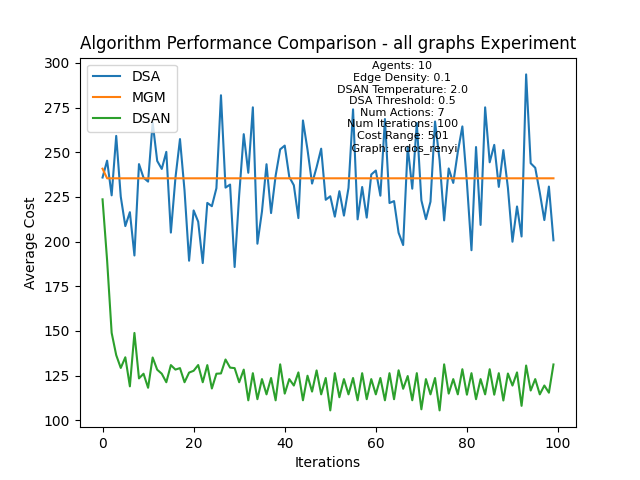 Algorithm Performance Comparison - all graphs Experiment
DSA
MGM
DSAN
Agents: 10
Edge Density: 0.1
DSAN Temperature: 2.0
DSA Threshold: 0.5
Num Actions: 7
Num Iterations: 100
Cost Range: 501
Graph: erdos_renyi
300
275
250
225
200
175
150
125
100
Average Cost
0
20
40
60
80
100
Iterations